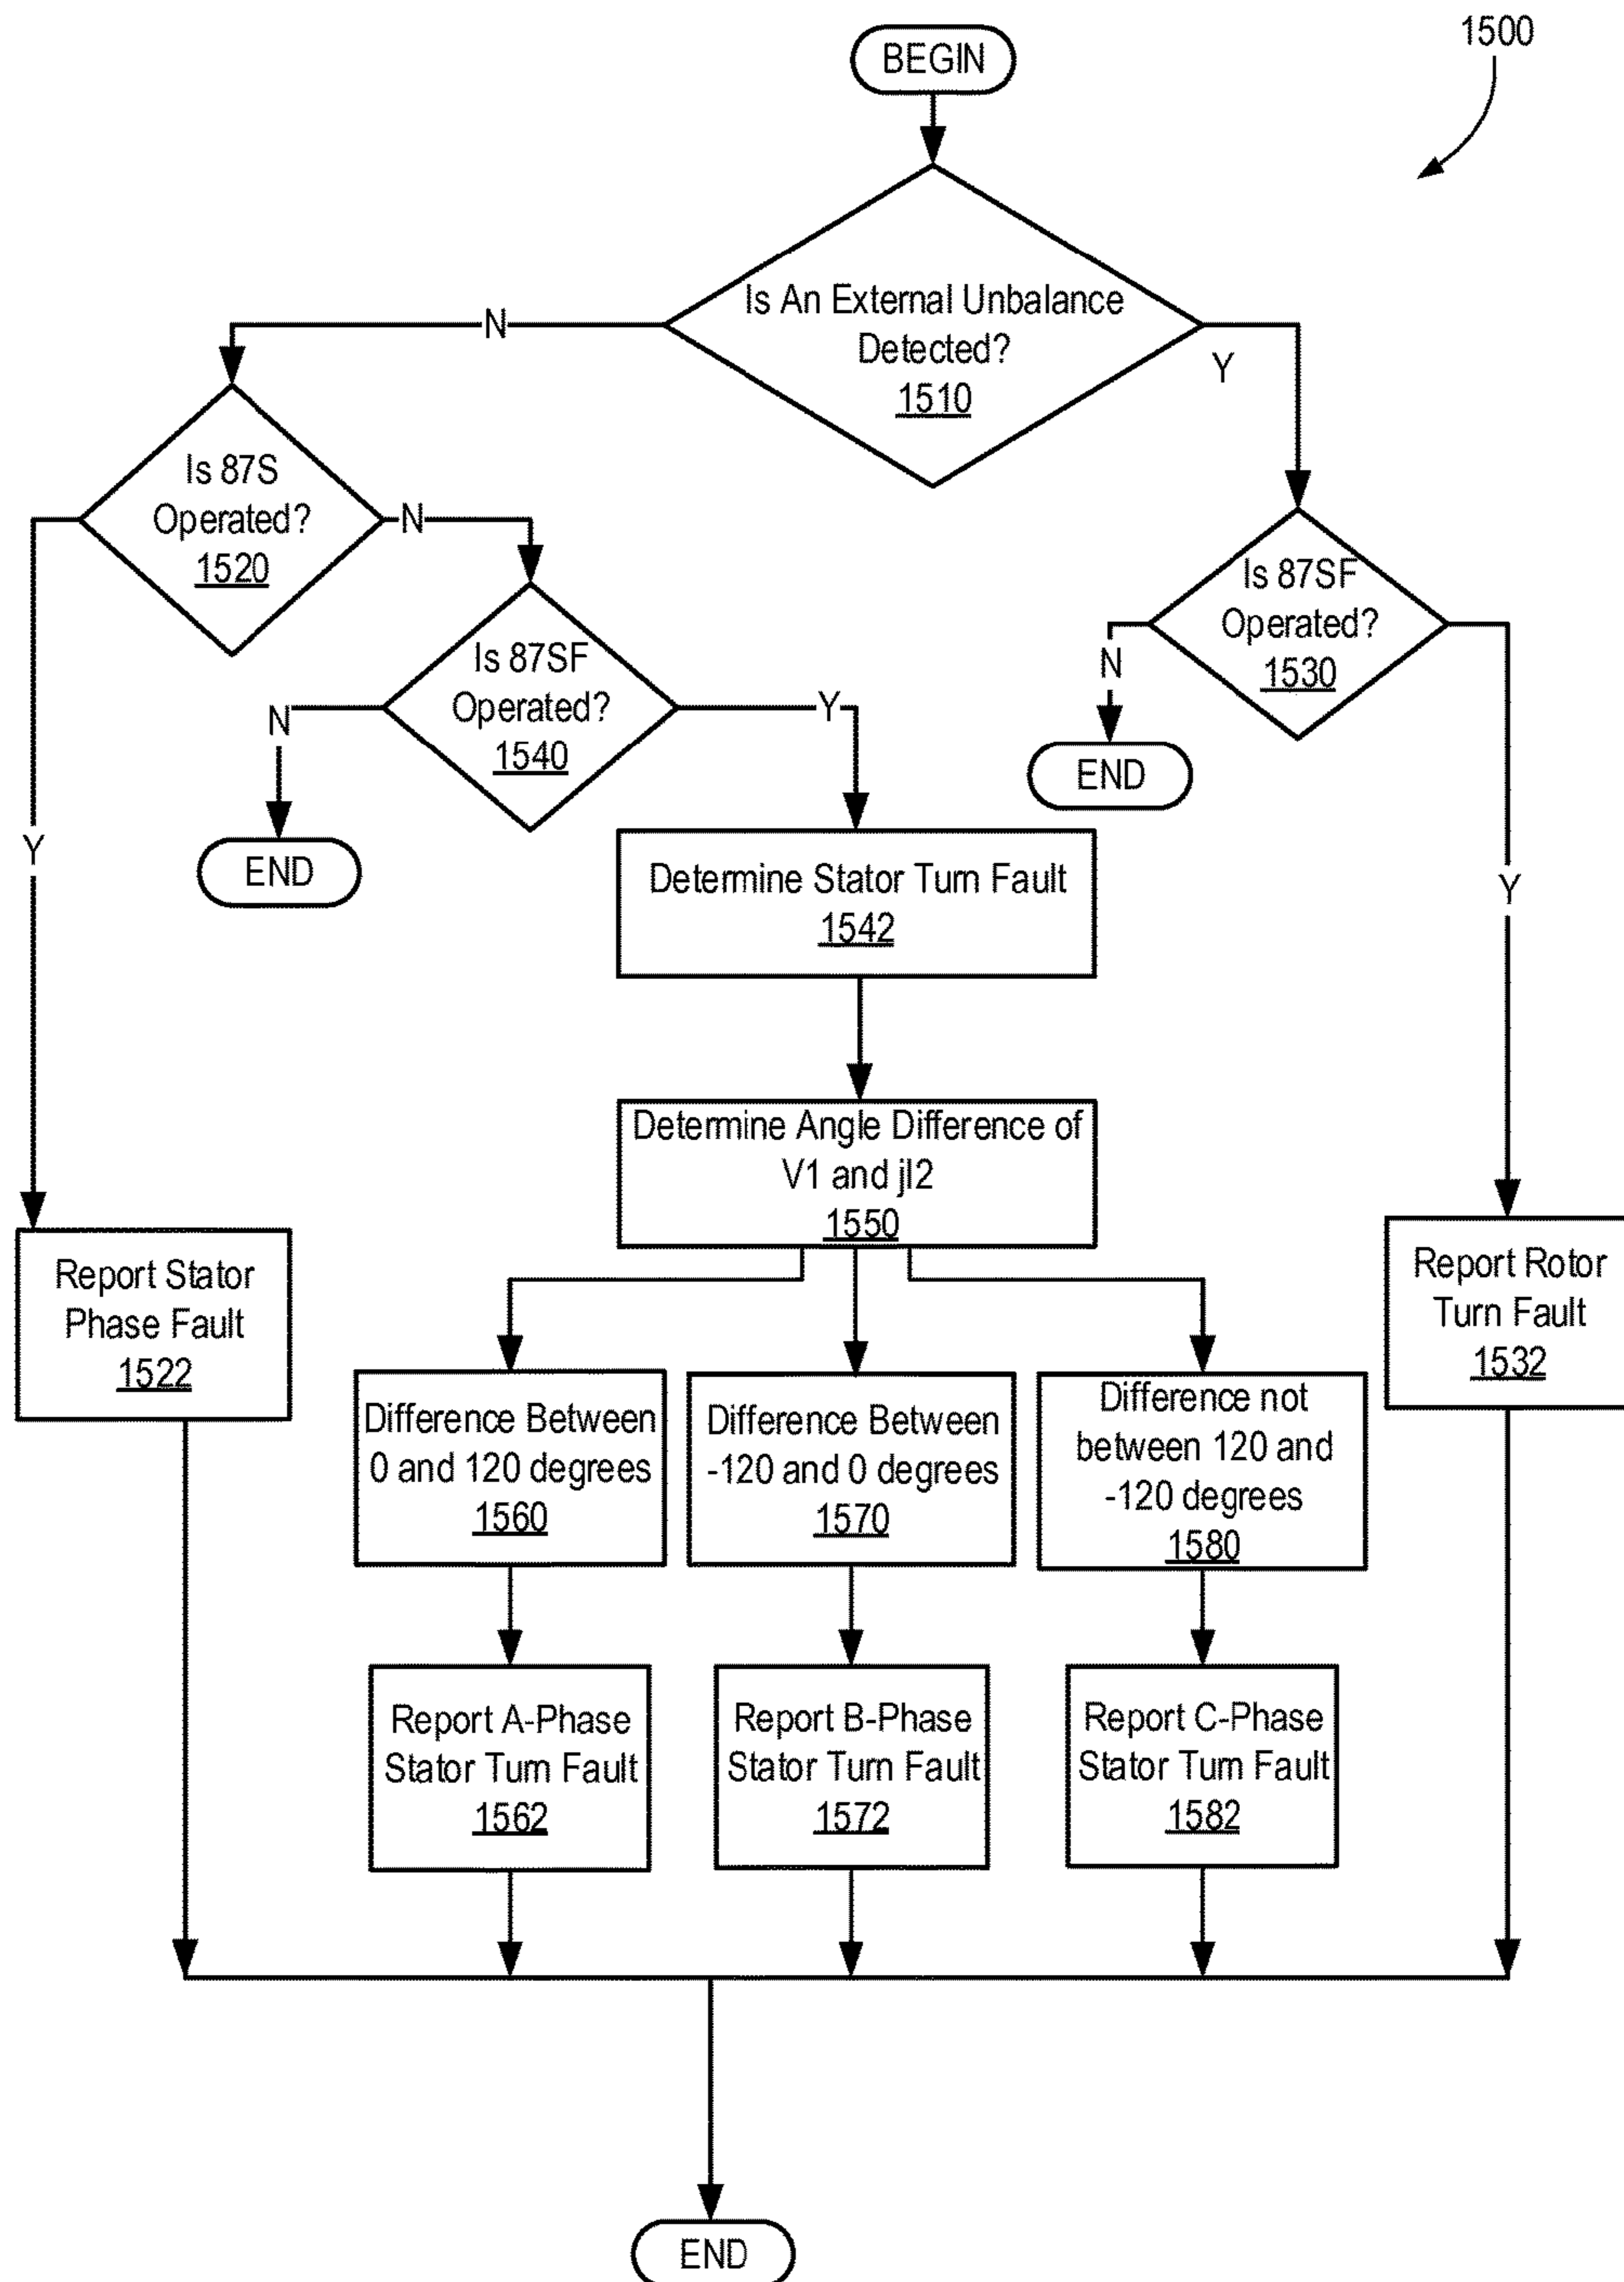 1500
BEGIN
Is An External Unbalance
Detected?
1510
N
Y
Is 87S
Operated?
1520
N
Y
Is 87SF
Operated?
1540
N
Y
END
Is 87SF
Operated?
1530
N
Y
END
Determine Stator Turn Fault
1542
Determine Angle Difference of
V1 and jI2
1550
Report Stator
Phase Fault
1522
Report Rotor
Turn Fault
1532
Difference Between
0 and 120 degrees
1560
Difference Between
-120 and 0 degrees
1570
Difference not
between 120 and
-120 degrees
1580
Report A-Phase
Stator Turn Fault
1562
Report B-Phase
Stator Turn Fault
1572
Report C-Phase
Stator Turn Fault
1582
END